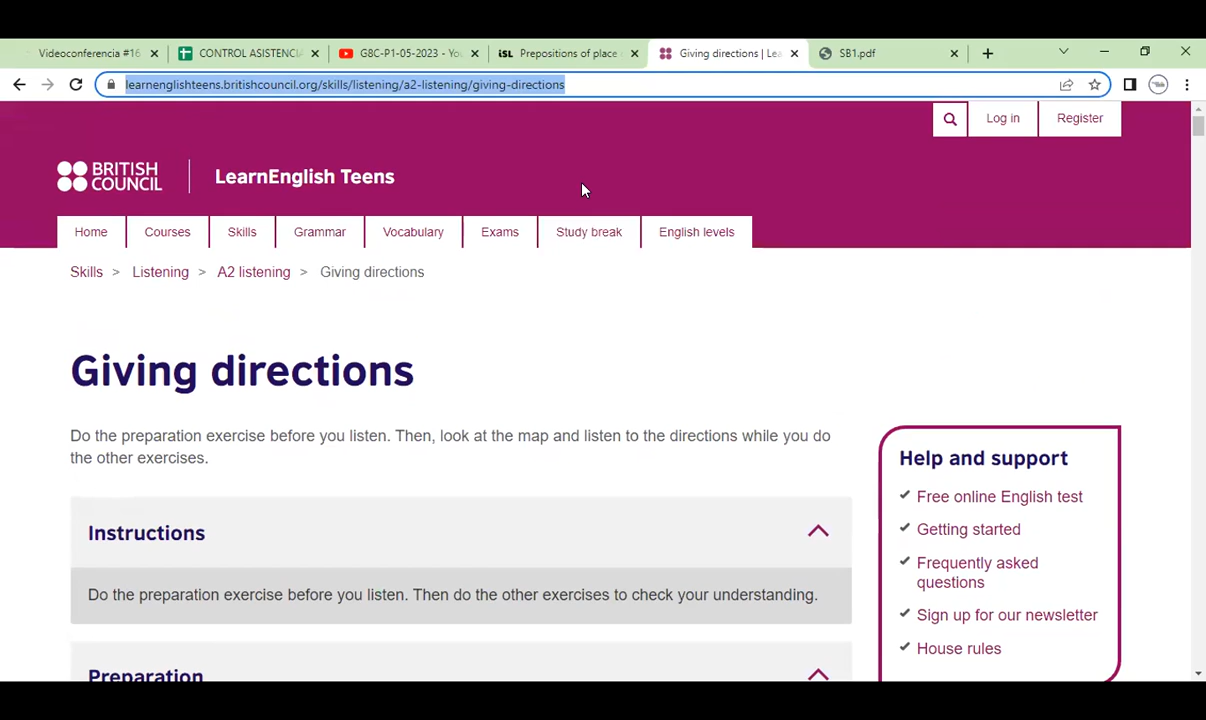 Videoconferencia #16
CONTROL ASISTENCIA
G8C-P1-05-2023 - You
iSL Prepositions of place
Giving directions | Lea
SB1.pdf
learnenglishteens.britishcouncil.org/skills/listening/a2-listening/giving-directions
Log in
Register
BRITISH
COUNCIL
LearnEnglish Teens
Home
Courses
Skills
Grammar
Vocabulary
Exams
Study break
English levels
Skills > Listening > A2 listening > Giving directions
Giving directions
Do the preparation exercise before you listen. Then, look at the map and listen to the directions while you do
the other exercises.
Instructions
Do the preparation exercise before you listen. Then do the other exercises to check your understanding.
Preparation
Help and support
Free online English test
Getting started
Frequently asked
questions
Sign up for our newsletter
House rules